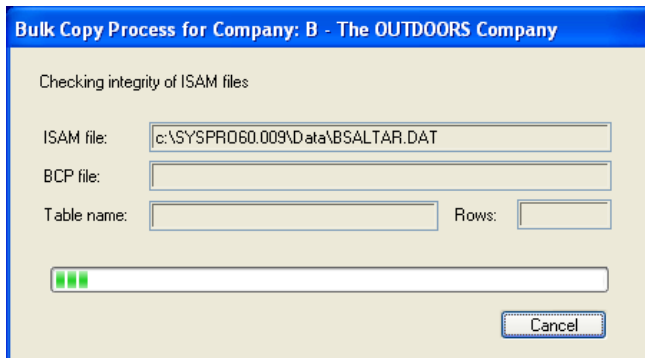 Bulk Copy Process for Company: B - The OUTDOORS Company
Checking integrity of ISAM files
ISAM file: c:\SYSPRO60.009\Data\BSALTAR.DAT
BCP file:
Table name: Rows:
Cancel